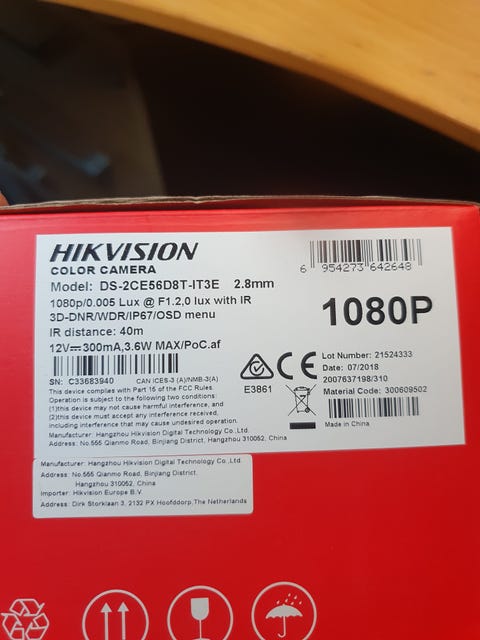 HIKVISION
COLOR CAMERA
Model: DS-2CE56D8T-IT3E 2.8mm
1080p/0.005 Lux @ F1.2,0 lux with IR
3D-DNR/WDR/IP67/OSD menu
IR distance: 40m
12V⎓300mA,3.6W MAX/PoC.af
SN: C33683940 CAN ICES-3 (A)/NMB-3(A)
This device complies with Part 15 of the FCC Rules.
Operation is subject to the following two conditions:
(1)this device may not cause harmful interference, and
(2)this device must accept any interference received,
including interference that may cause undesired operation.
Manufacturer: Hangzhou Hikvision Digital Technology Co.,Ltd.
Address: No.555 Qianmo Road, Binjiang District, Hangzhou 310052, China
6 954273 642648
1080P
CE
E3861
Lot Number: 21524333
Date: 07/2018
2007637198/310
Material Code: 300609502
Made in China
Manufacturer: Hangzhou Hikvision Digital Technology Co.,Ltd.
Address: No.555 Qianmo Road, Binjiang District,
Hangzhou 310052, China
Importer: Hikvision Europe B.V.
Address: Dirk Storklaan 3, 2132 PX Hoofddorp,The Netherlands